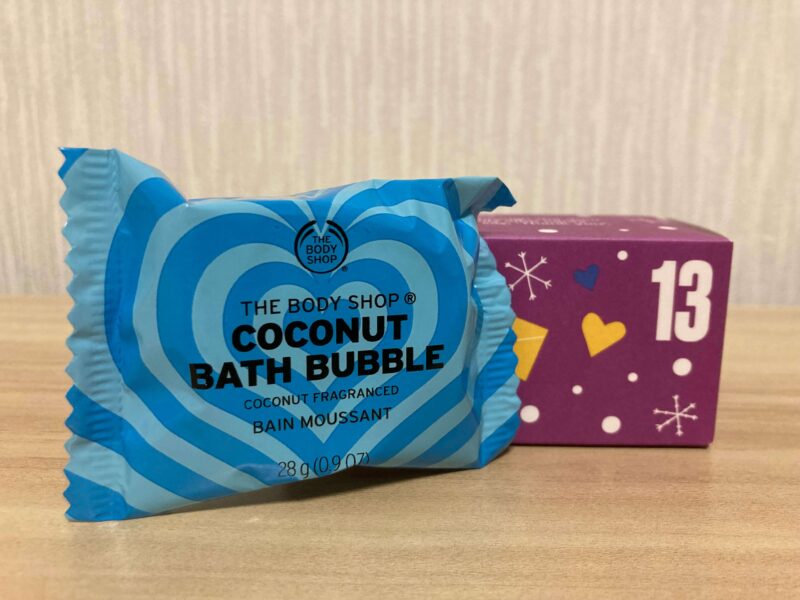 THE
BODY
SHOP
®
THE BODY SHOP ®
COCONUT
BATH BUBBLE
COCONUT FRAGRANCED
BAIN MOUSSANT
28 g (0.9 OZ)
13